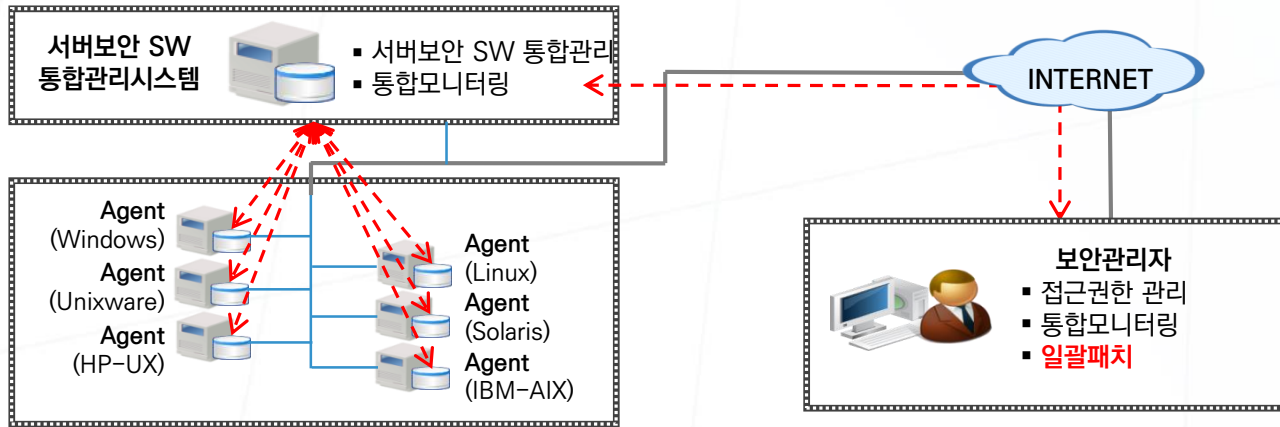 서버보안 SW
통합관리시스템
▪ 서버보안 SW 통합관리
▪ 통합모니터링
INTERNET
Agent
(Windows)
Agent
(Unixware)
Agent
(HP-UX)
Agent
(Linux)
Agent
(Solaris)
Agent
(IBM-AIX)
보안관리자
▪ 접근권한 관리
▪ 통합모니터링
▪ 일괄패치